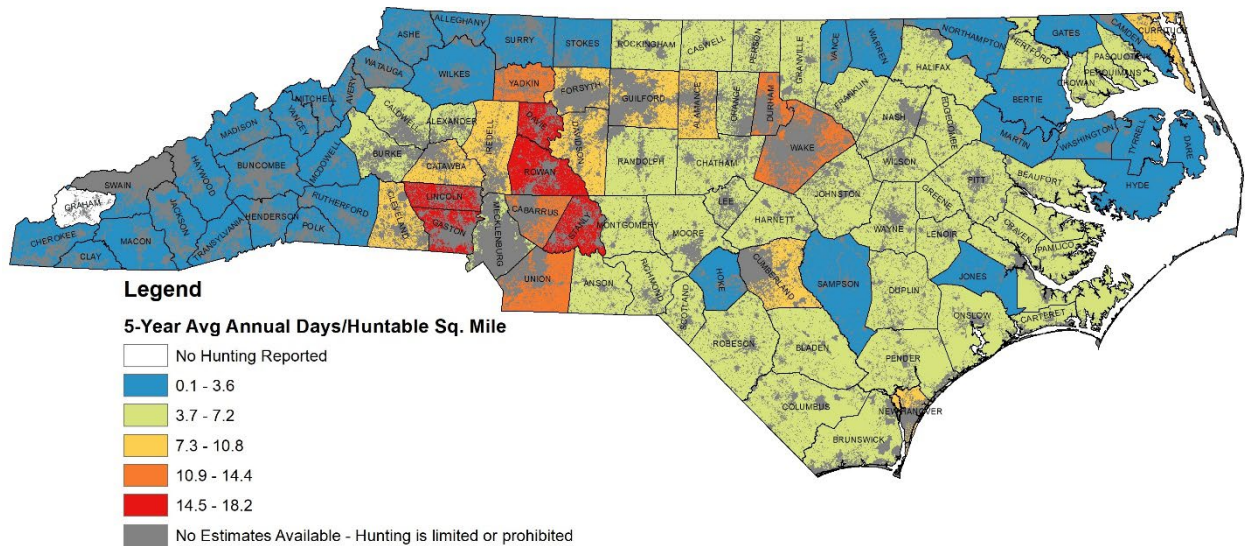 ALLEGHANY
ASHE
SURRY
STOKES
ROCKINGHAM
CASWELL
PERSON
GRANVILLE
VANCE
WARREN
NORTHAMPTON
HERTFORD
GATES
CAMDEN
CURRITUCK
PASQUOTANK
PERQUIMANS
CHOWAN
HALIFAX
WATAUGA
WILKES
YADKIN
FORSYTH
GUILFORD
ALAMANCE
ORANGE
DURHAM
FRANKLIN
NASH
EDGECOMBE
BERTIE
MARTIN
WASHINGTON
TYRRELL
DARE
AVERY
MITCHELL
YANCEY
MADISON
CALDWELL
ALEXANDER
IREDELL
DAVIE
DAVIDSON
RANDOLPH
CHATHAM
WAKE
WILSON
PITT
BEAUFORT
HYDE
BUNCOMBE
HAYWOOD
MCDOWELL
BURKE
CATAWBA
ROWAN
SWAIN
GRAHAM
JACKSON
HENDERSON
RUTHERFORD
LINCOLN
CABARRUS
STANLY
MONTGOMERY
MOORE
LEE
HARNETT
JOHNSTON
WAYNE
GREENE
LENOIR
CRAVEN
PAMLICO
CHEROKEE
CLAY
MACON
TRANSYLVANIA
POLK
CLEVELAND
GASTON
MECKLENBURG
UNION
ANSON
RICHMOND
SCOTLAND
HOKE
CUMBERLAND
SAMPSON
DUPLIN
JONES
ONSLOW
CARTERET
ROBESON
BLADEN
PENDER
COLUMBUS
NEW HANOVER
BRUNSWICK
Legend
5-Year Avg Annual Days/Huntable Sq. Mile
No Hunting Reported
0.1 - 3.6
3.7 - 7.2
7.3 - 10.8
10.9 - 14.4
14.5 - 18.2
No Estimates Available - Hunting is limited or prohibited